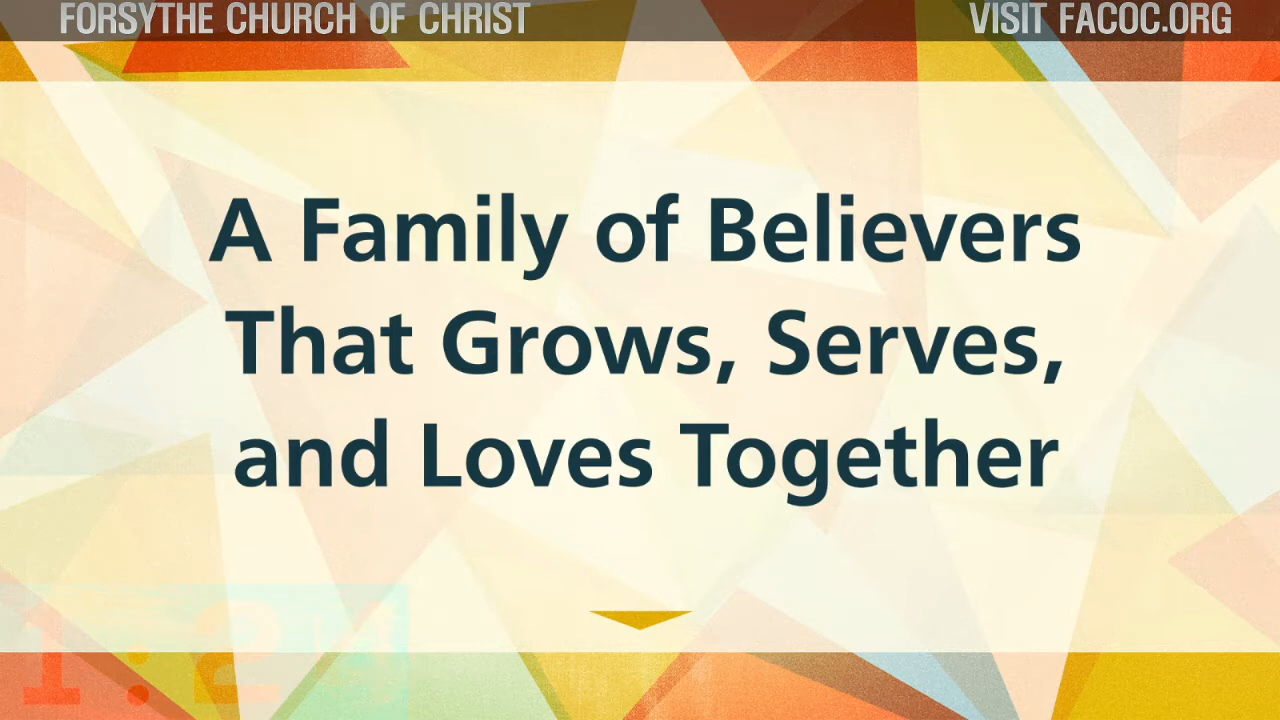 FORSYTHE CHURCH OF CHRIST
VISIT FACOC.ORG
A Family of Believers
That Grows, Serves,
and Loves Together